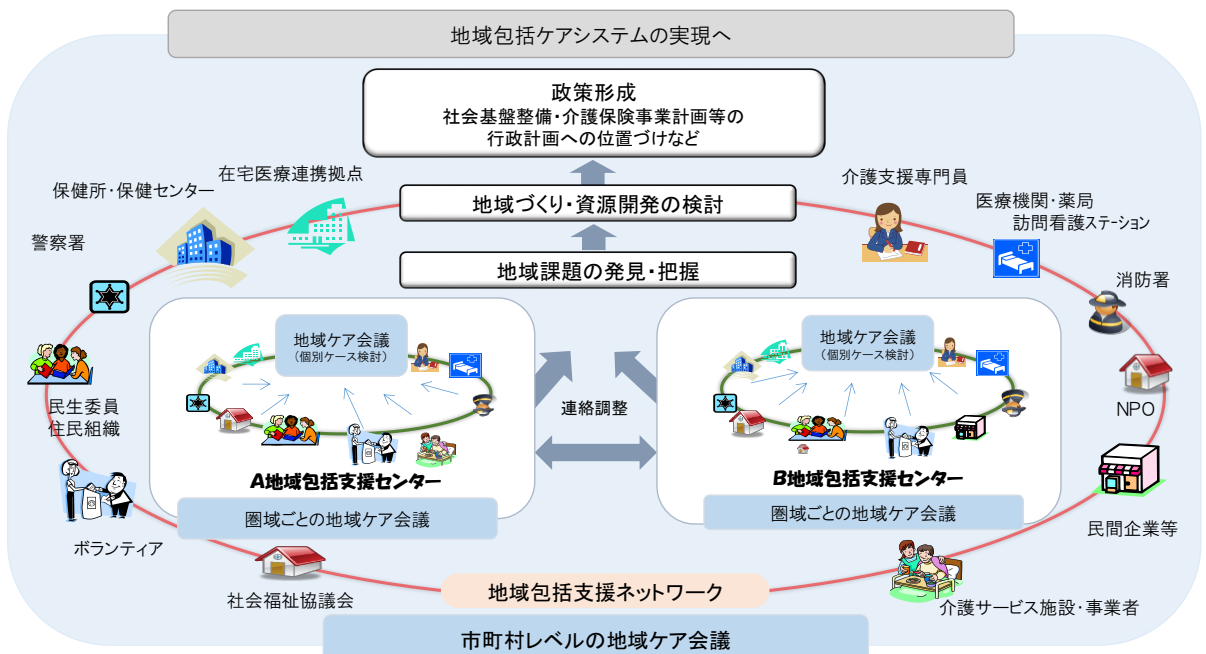 地域包括ケアシステムの実現へ
政策形成
社会基盤整備・介護保険事業計画等の
行政計画への位置づけなど
在宅医療連携拠点
保健所・保健センター
地域づくり・資源開発の検討
介護支援専門員
医療機関・薬局
訪問看護ステーション
警察署
地域課題の発見・把握
消防署
地域ケア会議
(個別ケース検討)
地域ケア会議
(個別ケース検討)
連絡調整
民生委員
住民組織
NPO
A地域包括支援センター
B地域包括支援センター
圏域ごとの地域ケア会議
圏域ごとの地域ケア会議
民間企業等
ボランティア
社会福祉協議会
地域包括支援ネットワーク
介護サービス施設・事業者
市町村レベルの地域ケア会議